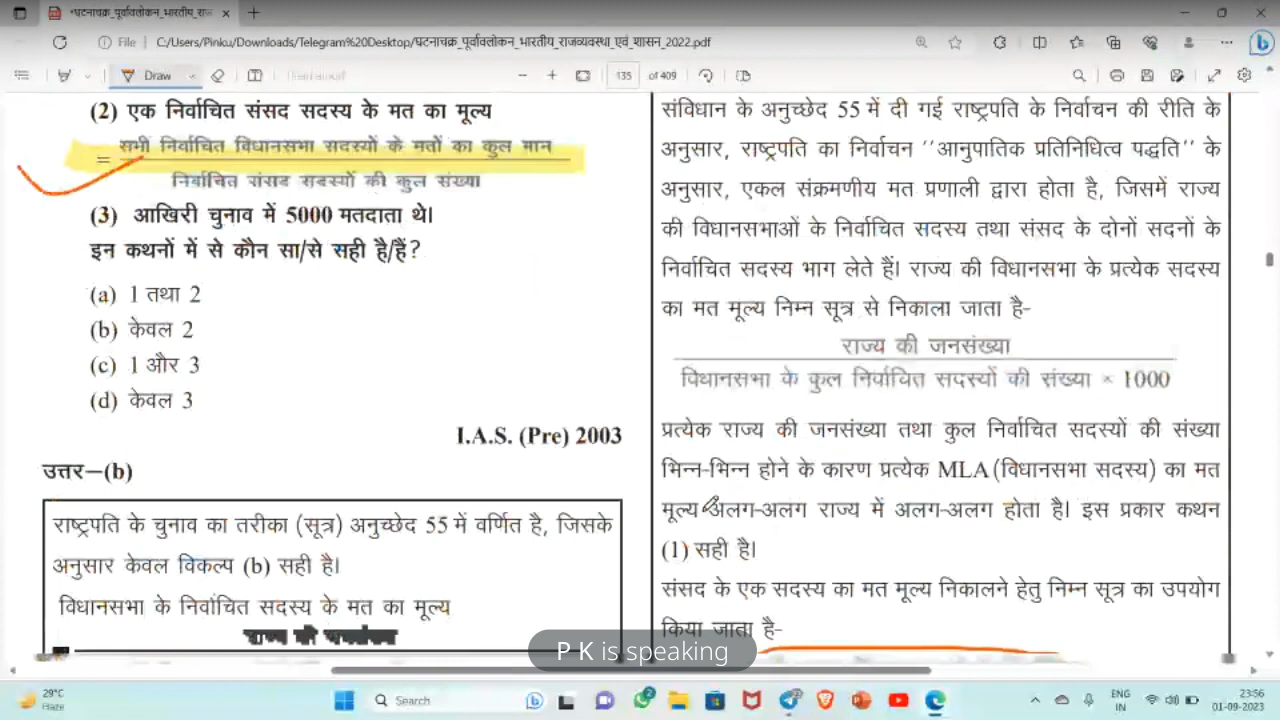 घटनाचक्र_पूर्वावलोकन_भारतीय_राज
File C:/Users/Pinku/Downloads/Telegram%20Desktop/घटनाचक्र_पूर्वावलोकन_भारतीय_राजव्यवस्था_एवं_शासन_2022.pdf
Draw
135 of 409
(2) एक निर्वाचित संसद सदस्य के मत का मूल्य
= सभी निर्वाचित विधानसभा सदस्यों के मतों का कुल मान
निर्वाचित संसद सदस्यों की कुल संख्या
(3) आखिरी चुनाव में 5000 मतदाता थे।
इन कथनों में से कौन सा/से सही है/हैं?
(a) 1 तथा 2
(b) केवल 2
(c) 1 और 3
(d) केवल 3
I.A.S. (Pre) 2003
उत्तर–(b)
राष्ट्रपति के चुनाव का तरीका (सूत्र) अनुच्छेद 55 में वर्णित है, जिसके
अनुसार केवल विकल्प (b) सही है।
विधानसभा के निर्वाचित सदस्य के मत का मूल्य
संविधान के अनुच्छेद 55 में दी गई राष्ट्रपति के निर्वाचन की रीति के
अनुसार, राष्ट्रपति का निर्वाचन ''आनुपातिक प्रतिनिधित्व पद्धति'' के
अनुसार, एकल संक्रमणीय मत प्रणाली द्वारा होता है, जिसमें राज्य
की विधानसभाओं के निर्वाचित सदस्य तथा संसद के दोनों सदनों के
निर्वाचित सदस्य भाग लेते हैं। राज्य की विधानसभा के प्रत्येक सदस्य
का मत मूल्य निम्न सूत्र से निकाला जाता है-
राज्य की जनसंख्या
विधानसभा के कुल निर्वाचित सदस्यों की संख्या × 1000
प्रत्येक राज्य की जनसंख्या तथा कुल निर्वाचित सदस्यों की संख्या
भिन्न-भिन्न होने के कारण प्रत्येक MLA (विधानसभा सदस्य) का मत
मूल्य अलग-अलग राज्य में अलग-अलग होता है। इस प्रकार कथन
(1) सही है।
संसद के एक सदस्य का मत मूल्य निकालने हेतु निम्न सूत्र का उपयोग
किया जाता है-
P K is speaking
29°C
Haze
Search
2
ENG
IN
23:56
01-09-2023